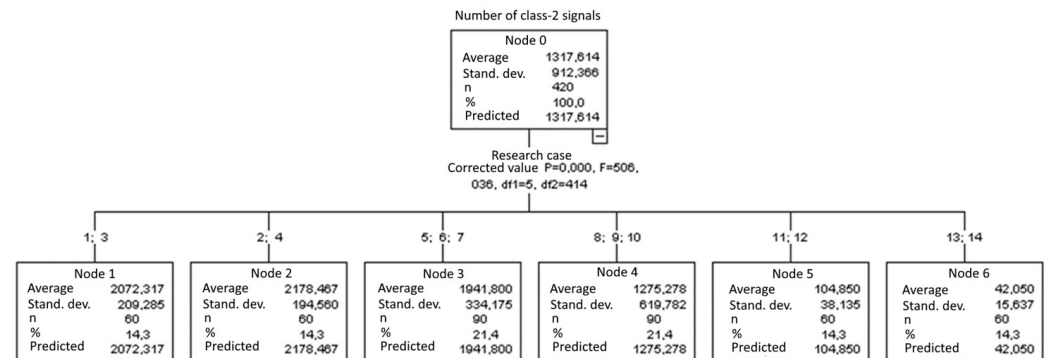 Number of class-2 signals
Node 0
Average 1317,614
Stand. dev. 912,366
n 420
% 100,0
Predicted 1317,614
Research case
Corrected value P=0,000, F=506,
036, df1=5, df2=414
1; 3
2; 4
5; 6; 7
8; 9; 10
11; 12
13; 14
Node 1
Average 2072,317
Stand. dev. 209,285
n 60
% 14,3
Predicted 2072,317
Node 2
Average 2178,467
Stand. dev. 194,560
n 60
% 14,3
Predicted 2178,467
Node 3
Average 1941,800
Stand. dev. 334,175
n 90
% 21,4
Predicted 1941,800
Node 4
Average 1275,278
Stand. dev. 619,782
n 90
% 21,4
Predicted 1275,278
Node 5
Average 104,850
Stand. dev. 38,135
n 60
% 14,3
Predicted 104,850
Node 6
Average 42,050
Stand. dev. 15,637
n 60
% 14,3
Predicted 42,050